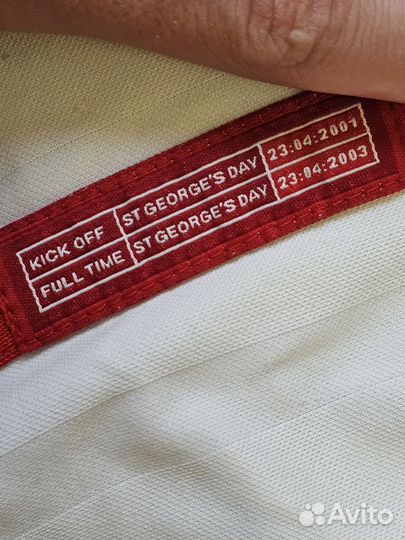 KICK OFF ST GEORGE'S DAY 23:04:2001
FULL TIME ST GEORGE'S DAY 23:04:2003
Avito